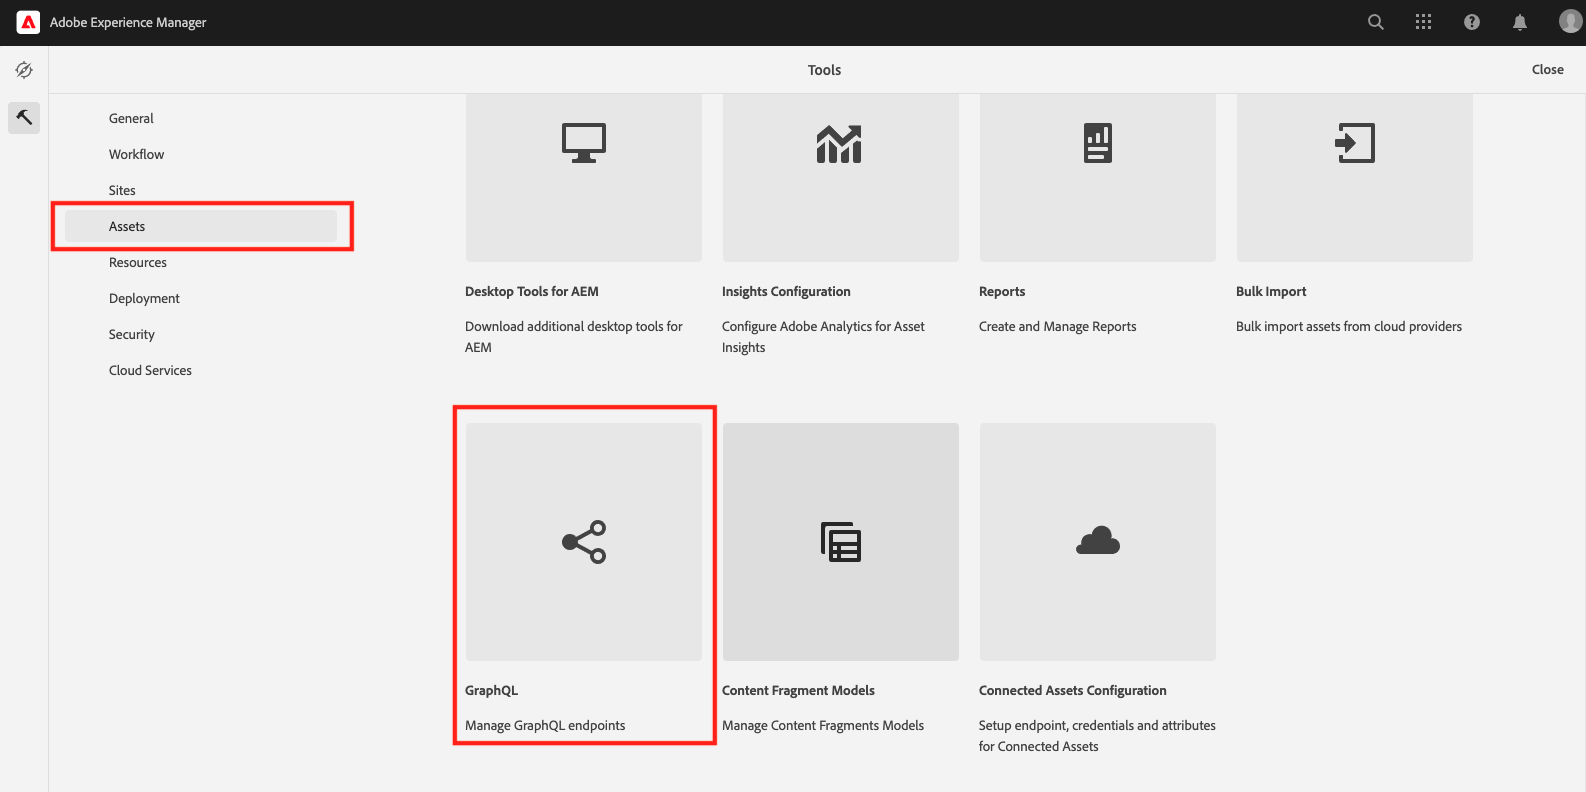 Adobe Experience Manager
Tools
Close
General
Workflow
Sites
Assets
Resources
Deployment
Security
Cloud Services
Desktop Tools for AEM
Download additional desktop tools for
AEM
Insights Configuration
Configure Adobe Analytics for Asset
Insights
Reports
Create and Manage Reports
Bulk Import
Bulk import assets from cloud providers
GraphQL
Manage GraphQL endpoints
Content Fragment Models
Manage Content Fragments Models
Connected Assets Configuration
Setup endpoint, credentials and attributes
for Connected Assets